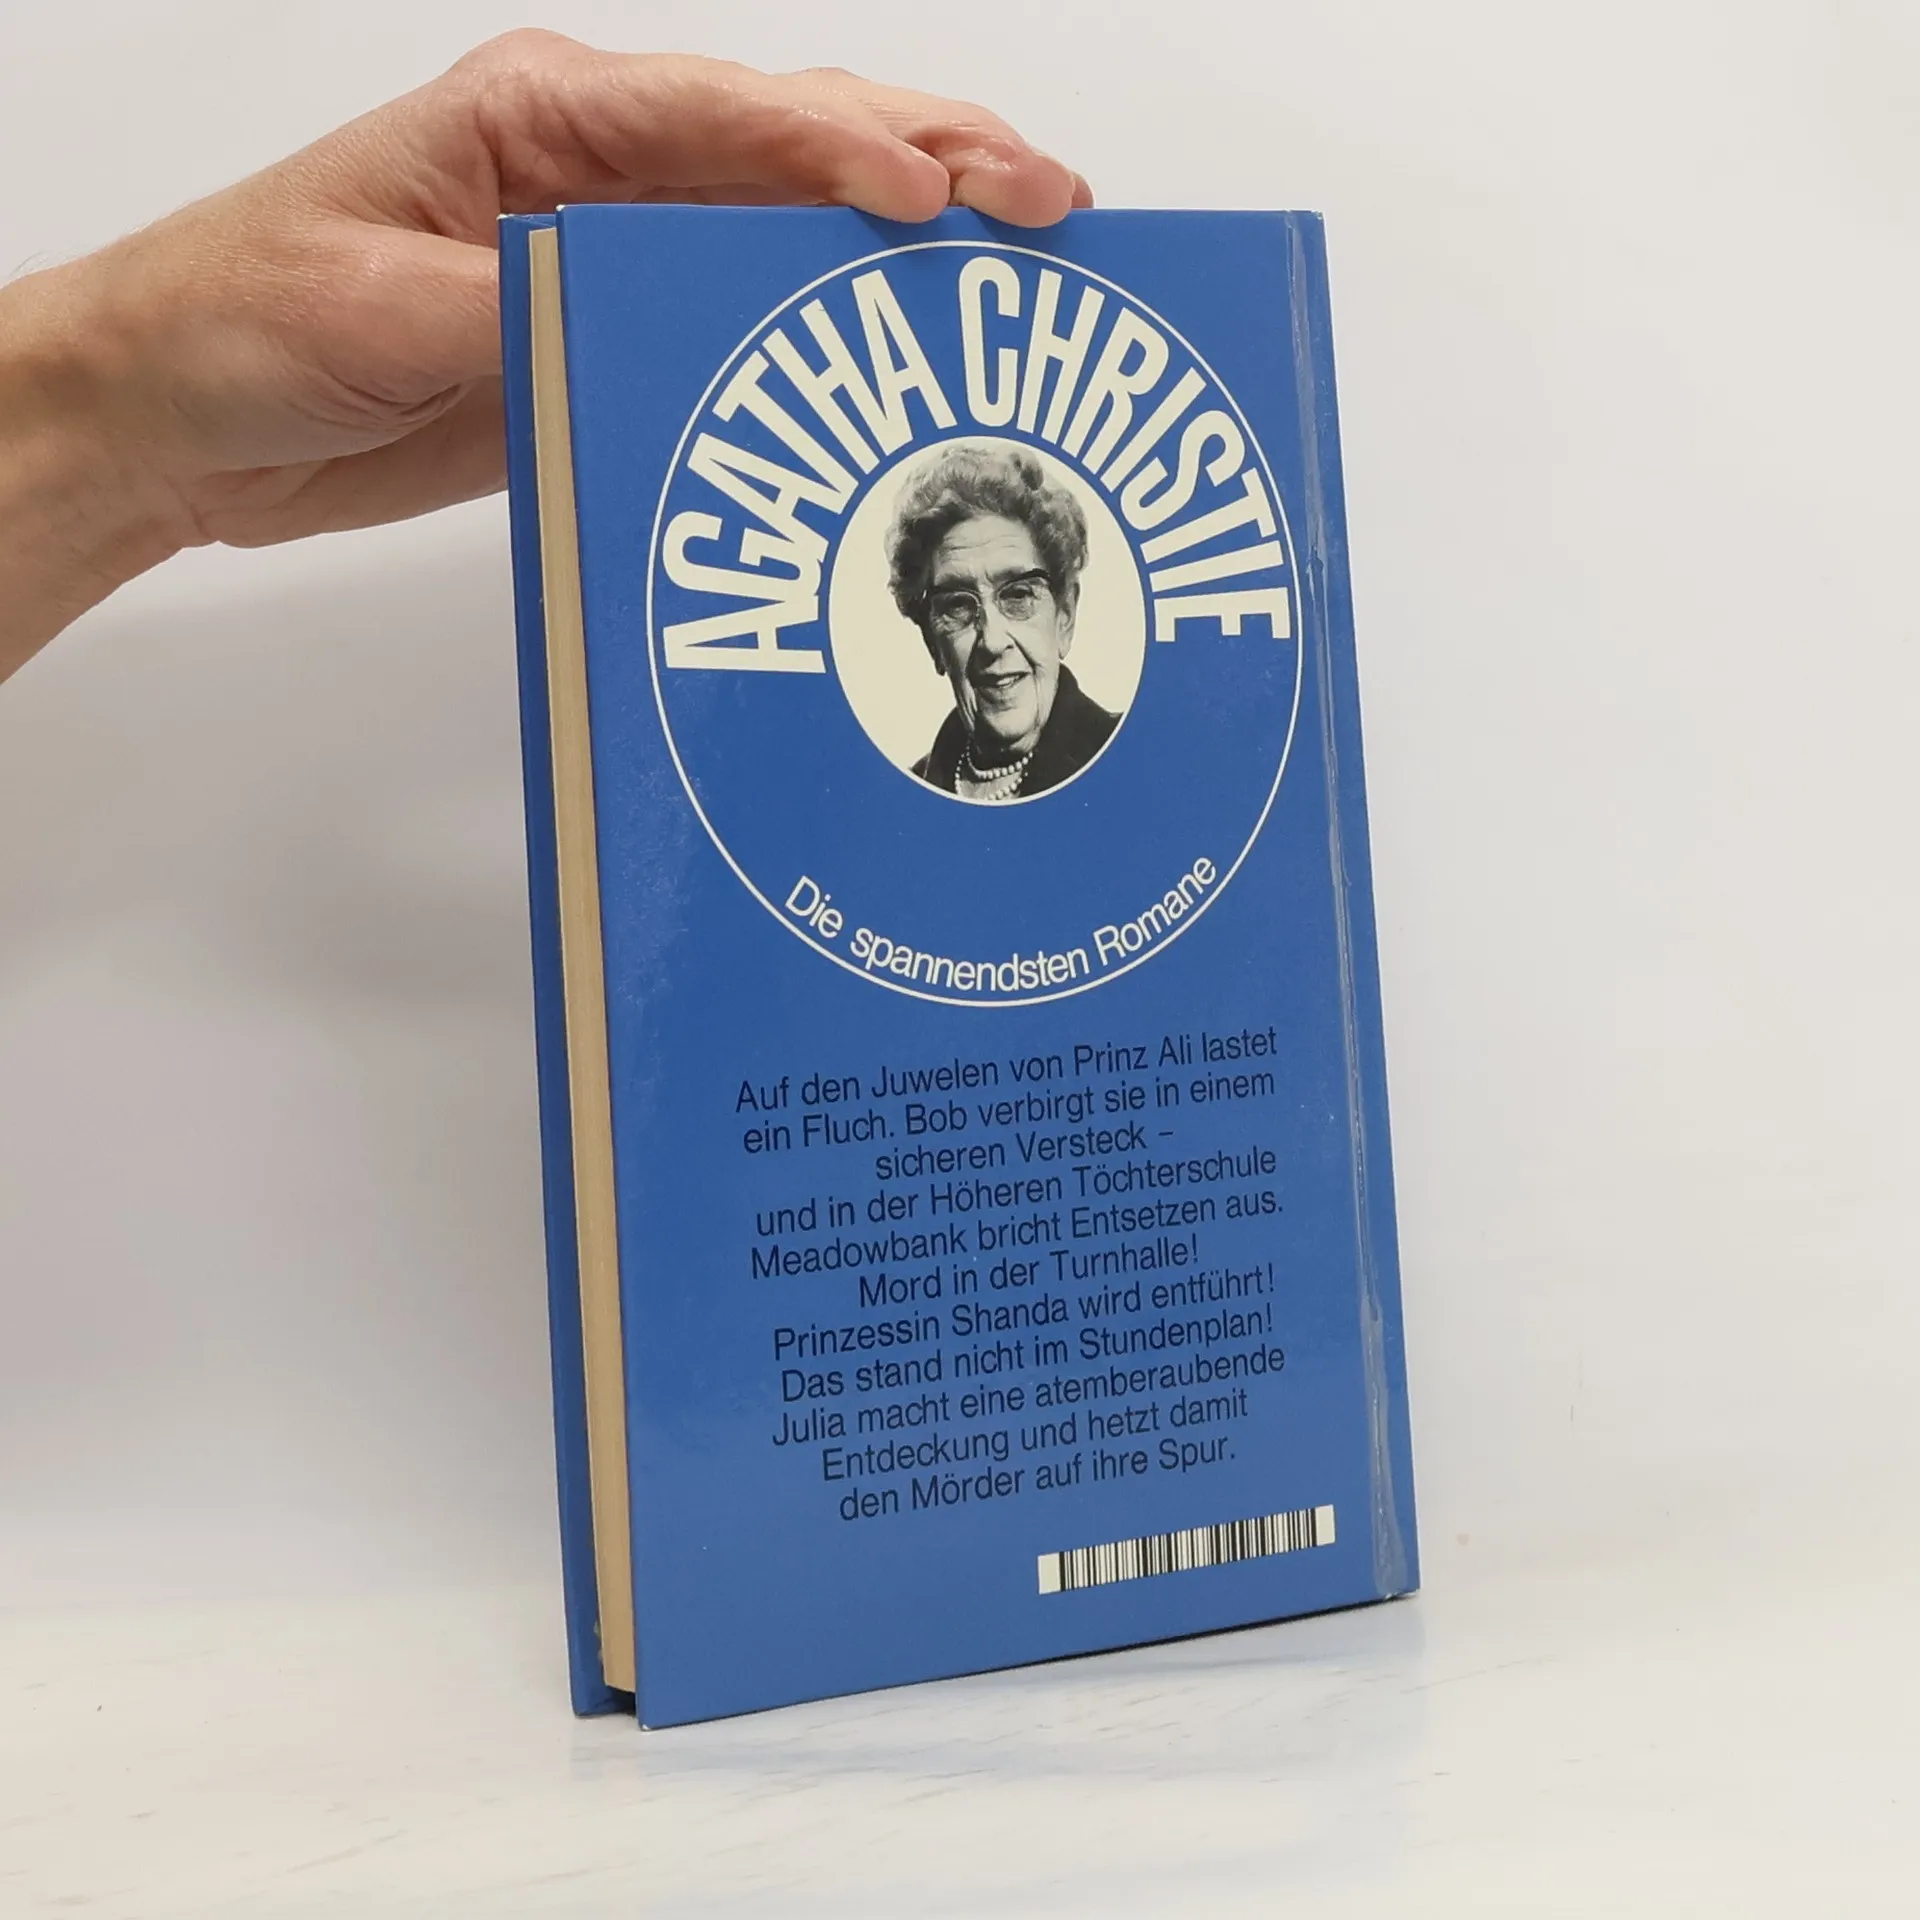 AGATHA CHRISTIE
Die spannendsten Romane
Auf den Juwelen von Prinz Ali lastet
ein Fluch. Bob verbirgt sie in einem
sicheren Versteck –
und in der Höheren Töchterschule
Meadowbank bricht Entsetzen aus.
Mord in der Turnhalle!
Prinzessin Shanda wird entführt!
Das stand nicht im Stundenplan!
Julia macht eine atemberaubende
Entdeckung und hetzt damit
den Mörder auf ihre Spur.